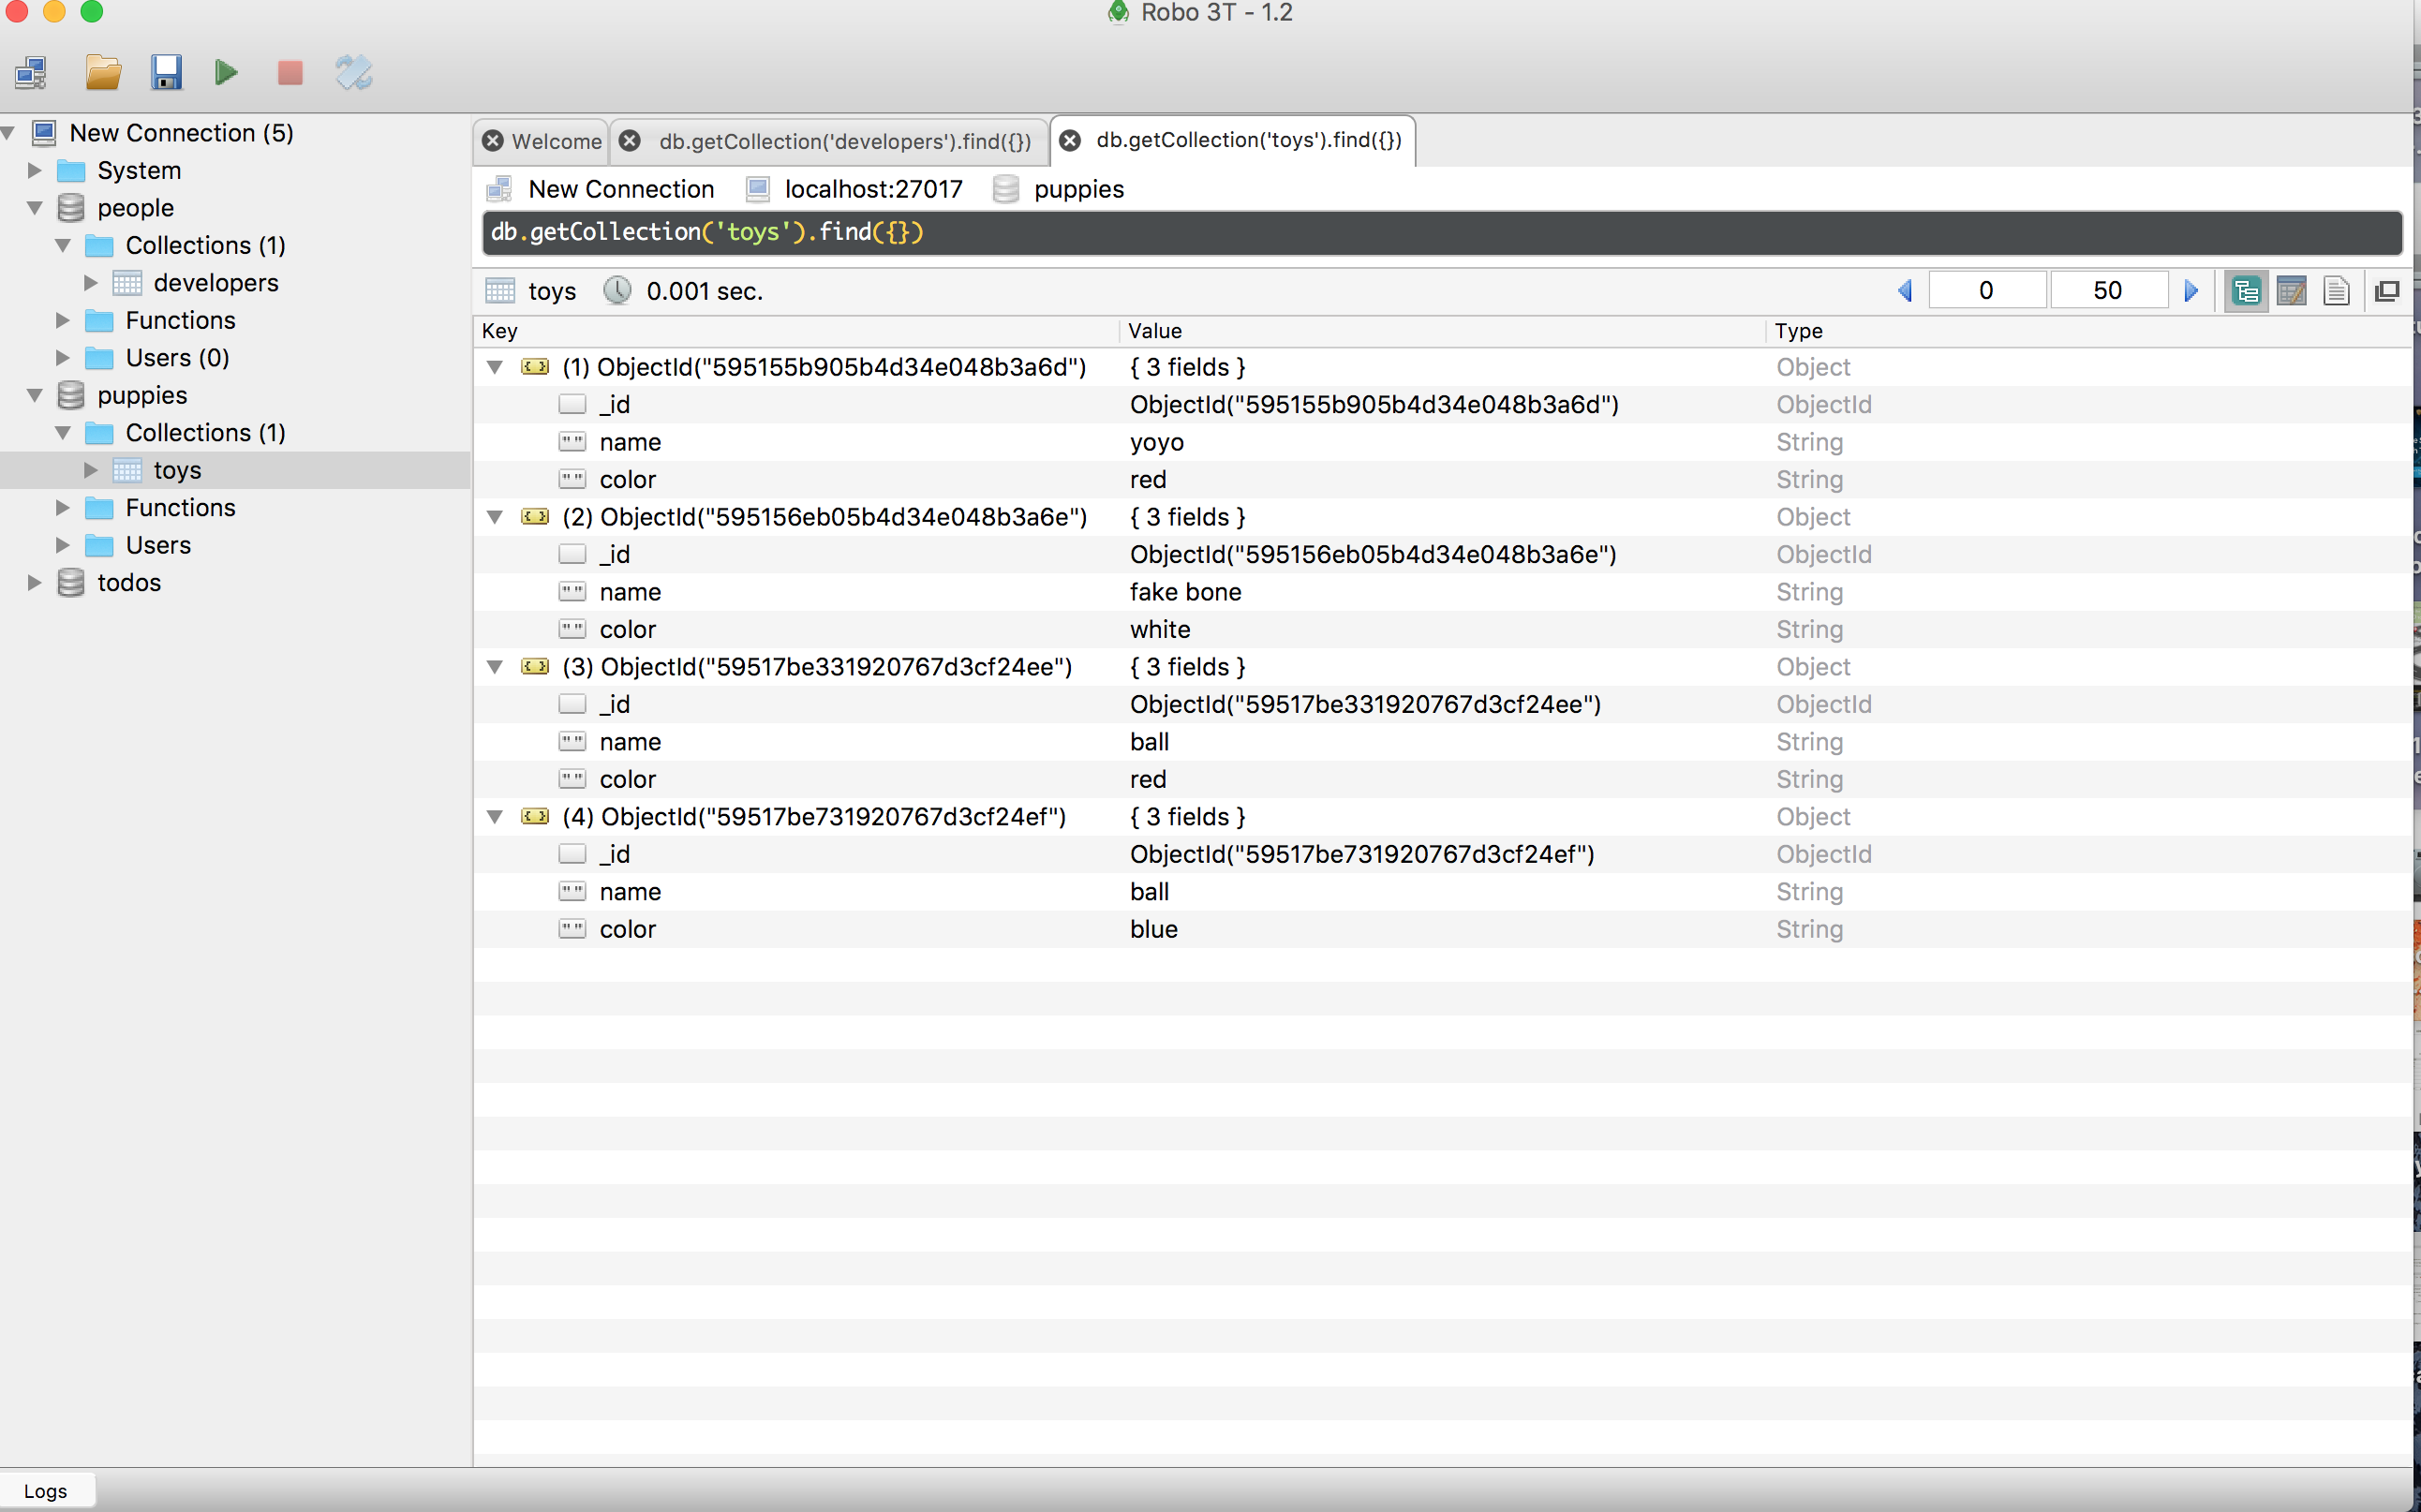 Robo 3T - 1.2
New Connection (5)
System
people
Collections (1)
developers
Functions
Users (0)
puppies
Collections (1)
toys
Functions
Users
todos
Welcome
db.getCollection('developers').find({})
db.getCollection('toys').find({})
New Connection localhost:27017 puppies
db.getCollection('toys').find({})
toys 0.001 sec. 0 50
Key Value Type
(1) ObjectId("595155b905b4d34e048b3a6d") { 3 fields } Object
_id ObjectId("595155b905b4d34e048b3a6d") ObjectId
name yoyo String
color red String
(2) ObjectId("595156eb05b4d34e048b3a6e") { 3 fields } Object
_id ObjectId("595156eb05b4d34e048b3a6e") ObjectId
name fake bone String
color white String
(3) ObjectId("59517be331920767d3cf24ee") { 3 fields } Object
_id ObjectId("59517be331920767d3cf24ee") ObjectId
name ball String
color red String
(4) ObjectId("59517be731920767d3cf24ef") { 3 fields } Object
_id ObjectId("59517be731920767d3cf24ef") ObjectId
name ball String
color blue String
Logs